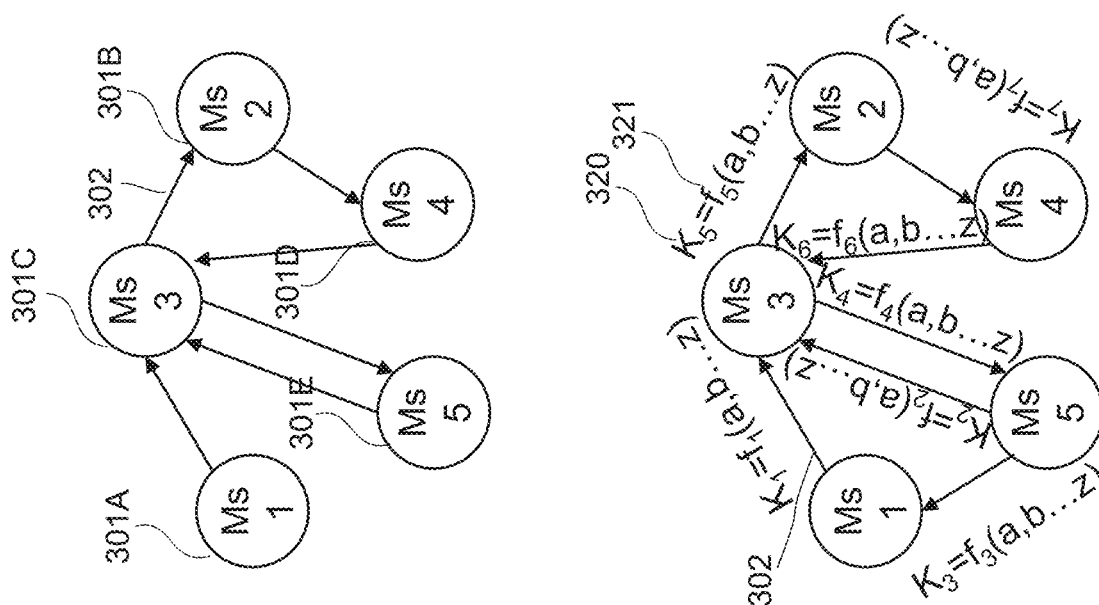 301C
302
301B
301A
Ms
3
Ms
2
Ms
1
Ms
5
Ms
4
301E
301D
320
321
302
K₁=f₁(a,b...z)
K₅=f₅(a,b...z)
Ms
3
Ms
2
K₆=f₆(a,b...z)
K₄=f₄(a,b...z)
K₂=f₂(a,b...z)
K₇=f₇(a,b...z)
Ms
1
Ms
5
Ms
4
K₃=f₃(a,b...z)